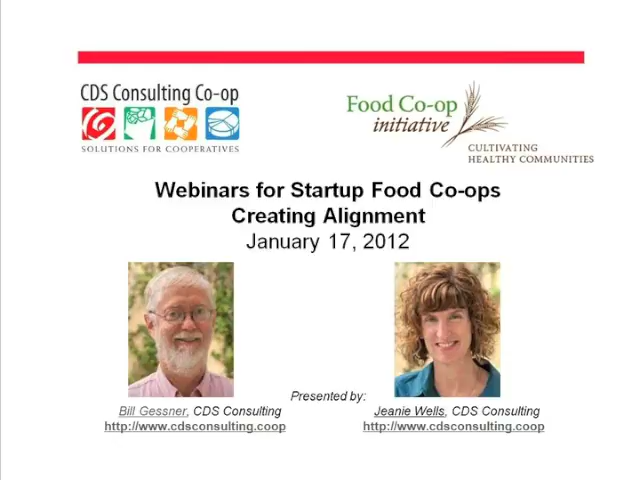 CDS Consulting Co-op
SOLUTIONS FOR COOPERATIVES
Food Co-op
initiative
CULTIVATING
HEALTHY COMMUNITIES
Webinars for Startup Food Co-ops
Creating Alignment
January 17, 2012
Presented by:
Bill Gessner, CDS Consulting
http://www.cdsconsulting.coop
Jeanie Wells, CDS Consulting
http://www.cdsconsulting.coop